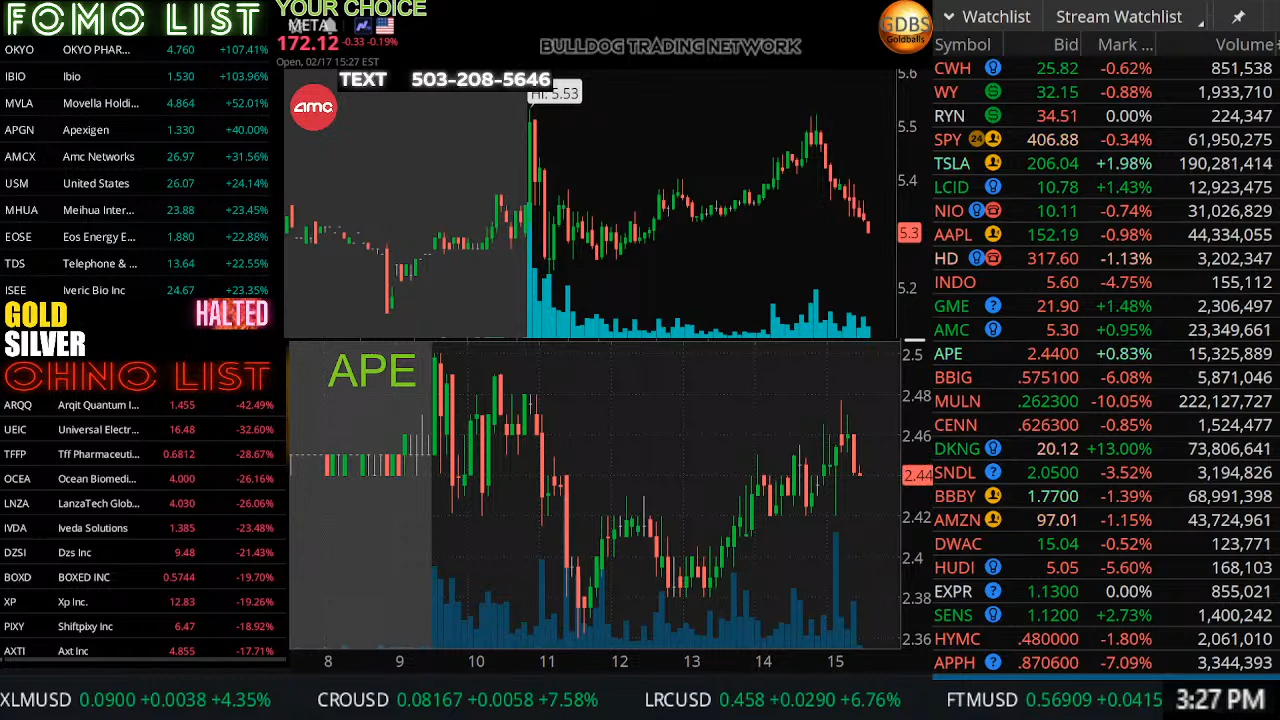 FOMO LIST
OKYO OKYO PHAR... 4.760 +107.41%
IBIO Ibio 1.530 +103.96%
MVLA Movella Holdi... 4.864 +52.01%
APGN Apexigen 1.330 +40.00%
AMCX Amc Networks 26.97 +31.56%
USM United States 26.07 +24.14%
MHUA Meihua Inter... 23.88 +23.45%
EOSE Eos Energy E... 1.880 +22.88%
TDS Telephone & ... 13.64 +22.55%
ISEE Iveric Bio Inc 24.67 +23.35%
GOLD
SILVER
HALTED
OHNO LIST
ARQQ Arqit Quantum I... 1.455 -42.49%
UEIC Universal Electr... 16.48 -32.60%
TFFP Tff Pharmaceuti... 0.6812 -28.67%
OCEA Ocean Biomedi... 4.000 -26.16%
LNZA LanzaTech Glob... 4.030 -26.06%
IVDA Iveda Solutions 1.385 -23.48%
DZSI Dzs Inc 9.48 -21.43%
BOXD BOXED INC 0.5744 -19.70%
XP Xp Inc. 12.83 -19.26%
PIXY Shiftpixy Inc 6.47 -18.92%
AXTI Axt Inc 4.855 -17.71%
YOUR CHOICE
META
172.12 -0.33 -0.19%
Open, 02/17 15:27 EST
BULLDOG TRADING NETWORK
GDBS
Goldballs
TEXT 503-208-5646
amc
Hi: 5.53
5.6
5.5
5.4
5.3
5.2
APE
2.5
2.48
2.46
2.44
2.42
2.4
2.38
2.36
8 9 10 11 12 13 14 15
Watchlist Stream Watchlist
Symbol Bid Mark ... Volume
CWH 25.82 -0.62% 851,538
WY 32.15 -0.88% 1,933,710
RYN 34.51 0.00% 224,347
SPY 24 406.88 -0.34% 61,950,275
TSLA 206.04 +1.98% 190,281,414
LCID 10.78 +1.43% 12,923,475
NIO 10.11 -0.74% 31,026,829
AAPL 152.19 -0.98% 44,334,055
HD 317.60 -1.13% 3,202,347
INDO 5.60 -4.75% 155,112
GME 21.90 +1.48% 2,306,497
AMC 5.30 +0.95% 23,349,661
APE 2.4400 +0.83% 15,325,889
BBIG .575100 -6.08% 5,871,046
MULN .262300 -10.05% 222,127,727
CENN .626300 -0.85% 1,524,477
DKNG 20.12 +13.00% 73,806,641
SNDL 2.0500 -3.52% 3,194,826
BBBY 1.7700 -1.39% 68,991,398
AMZN 97.01 -1.15% 43,724,961
DWAC 15.04 -0.52% 123,771
HUDI 5.05 -5.60% 168,103
EXPR 1.1300 0.00% 855,021
SENS 1.1200 +2.73% 1,400,242
HYMC .480000 -1.80% 2,061,010
APPH .870600 -7.09% 3,344,393
XLMUSD 0.0900 +0.0038 +4.35% CROUSD 0.08167 +0.0058 +7.58% LRCUSD 0.458 +0.0290 +6.76% FTMUSD 0.56909 +0.0415
3:27 PM